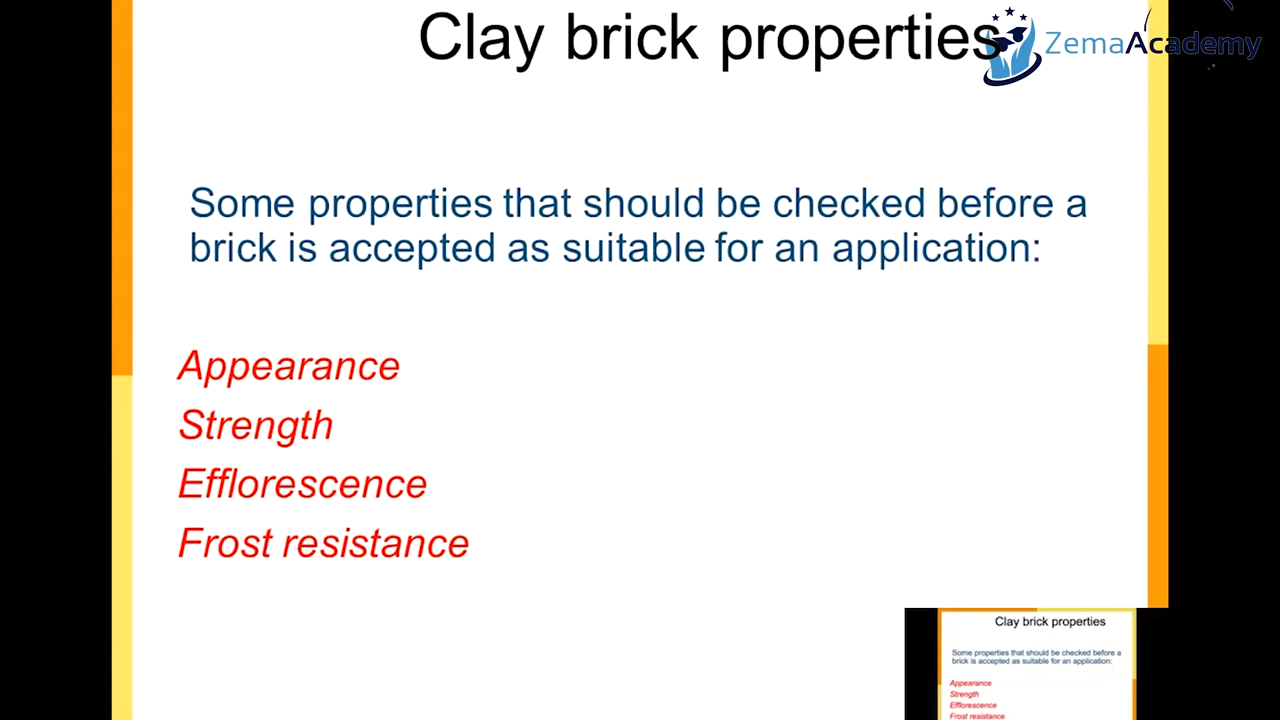 Clay brick properties
ZemaAcademy
Some properties that should be checked before a
brick is accepted as suitable for an application:
Appearance
Strength
Efflorescence
Frost resistance
Clay brick properties
Some properties that should be checked before a
brick is accepted as suitable for an application:
Appearance
Strength
Efflorescence
Frost resistance